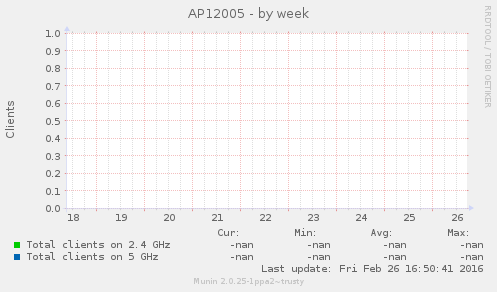 AP12005 - by week
RRDTOOL / TOBI OETIKER
Clients
1.0
0.9
0.8
0.7
0.6
0.5
0.4
0.3
0.2
0.1
0.0
18 19 20 21 22 23 24 25 26
Cur: Min: Avg: Max:
Total clients on 2.4 GHz -nan -nan -nan -nan
Total clients on 5 GHz -nan -nan -nan -nan
Last update: Fri Feb 26 16:50:41 2016
Munin 2.0.25-1ppa2~trusty